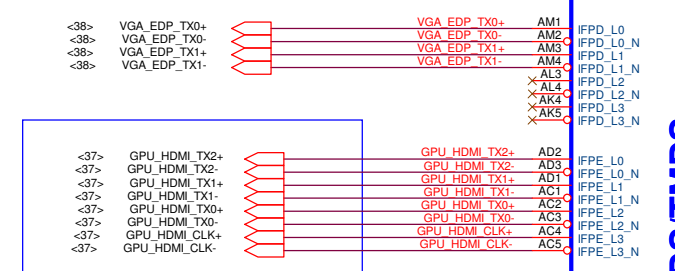 <38> VGA_EDP_TX0+ VGA_EDP_TX0+ AM1 IFPD_L0
<38> VGA_EDP_TX0- VGA_EDP_TX0- AM2 IFPD_L0_N
<38> VGA_EDP_TX1+ VGA_EDP_TX1+ AM3 IFPD_L1
<38> VGA_EDP_TX1- VGA_EDP_TX1- AM4 IFPD_L1_N
AL3 IFPD_L2
AL4 IFPD_L2_N
AK4 IFPD_L3
AK5 IFPD_L3_N
<37> GPU_HDMI_TX2+ GPU_HDMI_TX2+ AD2 IFPE_L0
<37> GPU_HDMI_TX2- GPU_HDMI_TX2- AD3 IFPE_L0_N
<37> GPU_HDMI_TX1+ GPU_HDMI_TX1+ AD1 IFPE_L1
<37> GPU_HDMI_TX1- GPU_HDMI_TX1- AC1 IFPE_L1_N
<37> GPU_HDMI_TX0+ GPU_HDMI_TX0+ AC2 IFPE_L2
<37> GPU_HDMI_TX0- GPU_HDMI_TX0- AC3 IFPE_L2_N
<37> GPU_HDMI_CLK+ GPU_HDMI_CLK+ AC4 IFPE_L3
<37> GPU_HDMI_CLK- GPU_HDMI_CLK- AC5 IFPE_L3_N